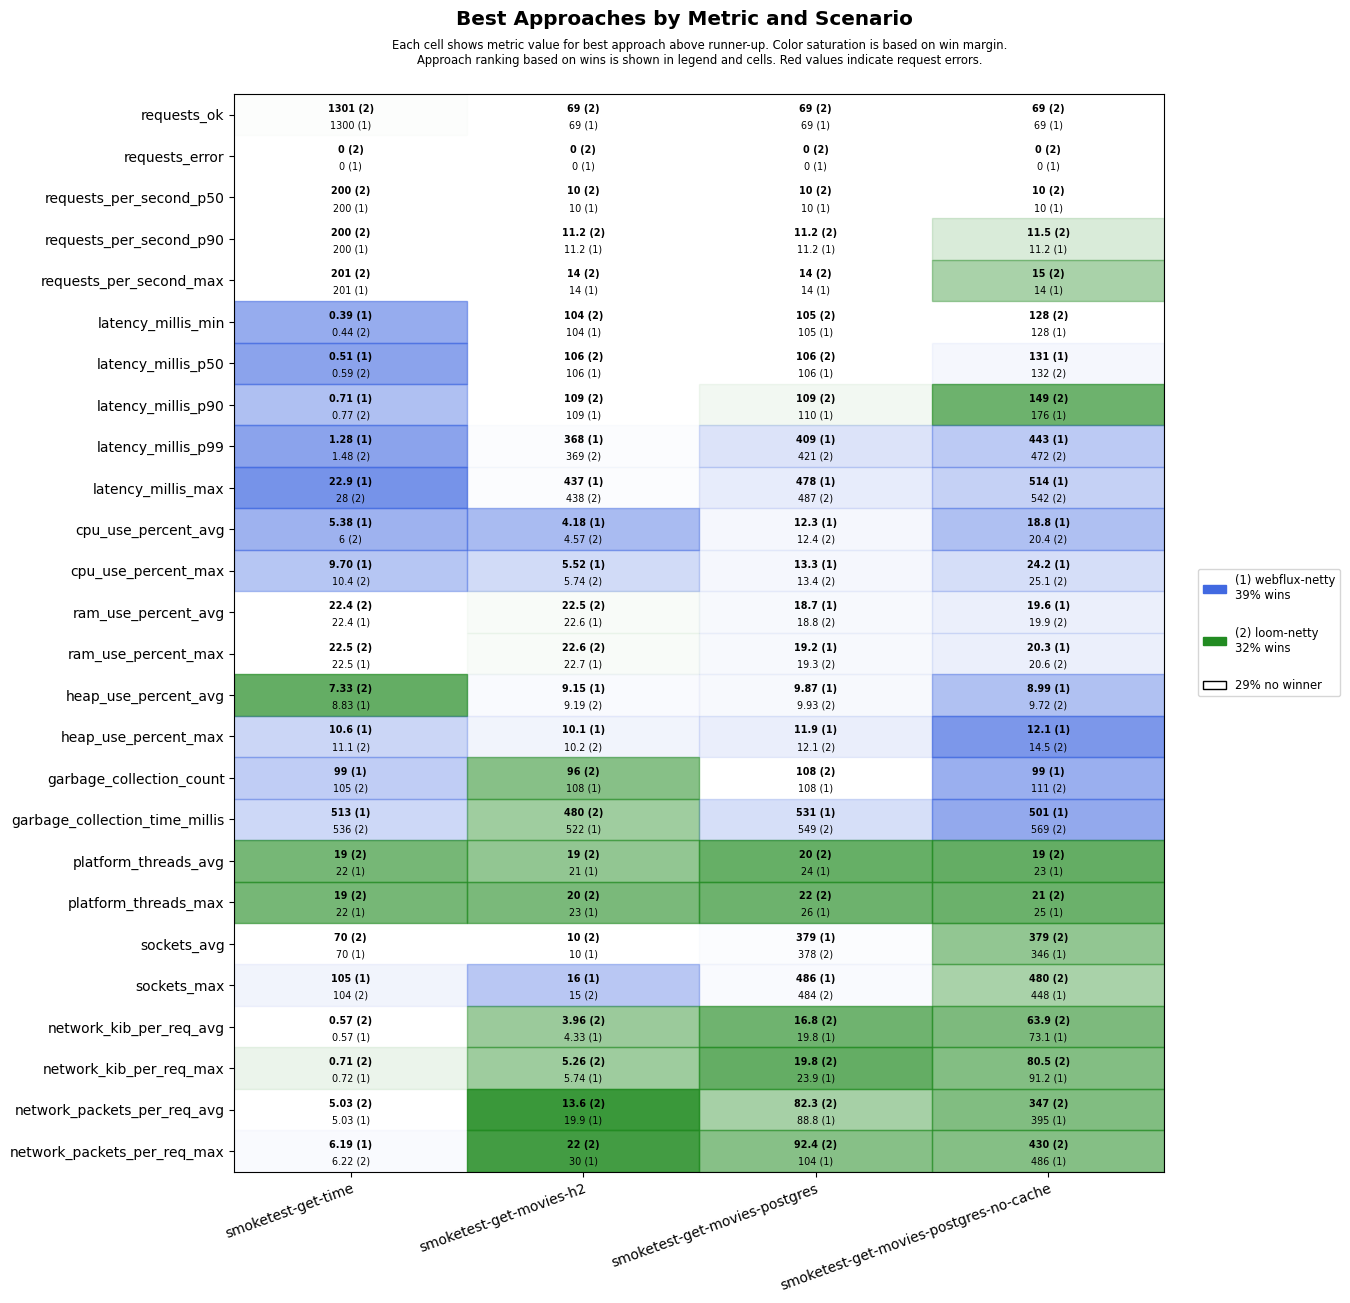 Best Approaches by Metric and Scenario
Each cell shows metric value for best approach above runner-up. Color saturation is based on win margin.
Approach ranking based on wins is shown in legend and cells. Red values indicate request errors.
requests_ok
1301 (2) 69 (2) 69 (2) 69 (2)
1300 (1) 69 (1) 69 (1) 69 (1)
requests_error
0 (2) 0 (2) 0 (2) 0 (2)
0 (1) 0 (1) 0 (1) 0 (1)
requests_per_second_p50
200 (2) 10 (2) 10 (2) 10 (2)
200 (1) 10 (1) 10 (1) 10 (1)
requests_per_second_p90
200 (2) 11.2 (2) 11.2 (2) 11.5 (2)
200 (1) 11.2 (1) 11.2 (1) 11.2 (1)
requests_per_second_max
201 (2) 14 (2) 14 (2) 15 (2)
201 (1) 14 (1) 14 (1) 14 (1)
latency_millis_min
0.39 (1) 104 (2) 105 (2) 128 (2)
0.44 (2) 104 (1) 105 (1) 128 (1)
latency_millis_p50
0.51 (1) 106 (2) 106 (2) 131 (1)
0.59 (2) 106 (1) 106 (1) 132 (2)
latency_millis_p90
0.71 (1) 109 (2) 109 (2) 149 (2)
0.77 (2) 109 (1) 110 (1) 176 (1)
latency_millis_p99
1.28 (1) 368 (1) 409 (1) 443 (1)
1.48 (2) 369 (2) 421 (2) 472 (2)
latency_millis_max
22.9 (1) 437 (1) 478 (1) 514 (1)
28 (2) 438 (2) 487 (2) 542 (2)
cpu_use_percent_avg
5.38 (1) 4.18 (1) 12.3 (1) 18.8 (1)
6 (2) 4.57 (2) 12.4 (2) 20.4 (2)
cpu_use_percent_max
9.70 (1) 5.52 (1) 13.3 (1) 24.2 (1)
10.4 (2) 5.74 (2) 13.4 (2) 25.1 (2)
ram_use_percent_avg
22.4 (2) 22.5 (2) 18.7 (1) 19.6 (1)
22.4 (1) 22.6 (1) 18.8 (2) 19.9 (2)
ram_use_percent_max
22.5 (2) 22.6 (2) 19.2 (1) 20.3 (1)
22.5 (1) 22.7 (1) 19.3 (2) 20.6 (2)
heap_use_percent_avg
7.33 (2) 9.15 (1) 9.87 (1) 8.99 (1)
8.83 (1) 9.19 (2) 9.93 (2) 9.72 (2)
heap_use_percent_max
10.6 (1) 10.1 (1) 11.9 (1) 12.1 (1)
11.1 (2) 10.2 (2) 12.1 (2) 14.5 (2)
garbage_collection_count
99 (1) 96 (2) 108 (2) 99 (1)
105 (2) 108 (1) 108 (1) 111 (2)
garbage_collection_time_millis
513 (1) 480 (2) 531 (1) 501 (1)
536 (2) 522 (1) 549 (2) 569 (2)
platform_threads_avg
19 (2) 19 (2) 20 (2) 19 (2)
22 (1) 21 (1) 24 (1) 23 (1)
platform_threads_max
19 (2) 20 (2) 22 (2) 21 (2)
22 (1) 23 (1) 26 (1) 25 (1)
sockets_avg
70 (2) 10 (2) 379 (1) 379 (2)
70 (1) 10 (1) 378 (2) 346 (1)
sockets_max
105 (1) 16 (1) 486 (1) 480 (2)
104 (2) 15 (2) 484 (2) 448 (1)
network_kib_per_req_avg
0.57 (2) 3.96 (2) 16.8 (2) 63.9 (2)
0.57 (1) 4.33 (1) 19.8 (1) 73.1 (1)
network_kib_per_req_max
0.71 (2) 5.26 (2) 19.8 (2) 80.5 (2)
0.72 (1) 5.74 (1) 23.9 (1) 91.2 (1)
network_packets_per_req_avg
5.03 (2) 13.6 (2) 82.3 (2) 347 (2)
5.03 (1) 19.9 (1) 88.8 (1) 395 (1)
network_packets_per_req_max
6.19 (1) 22 (2) 92.4 (2) 430 (2)
6.22 (2) 30 (1) 104 (1) 486 (1)
smoketest-get-time
smoketest-get-movies-h2
smoketest-get-movies-postgres
smoketest-get-movies-postgres-no-cache
(1) webflux-netty
39% wins
(2) loom-netty
32% wins
29% no winner